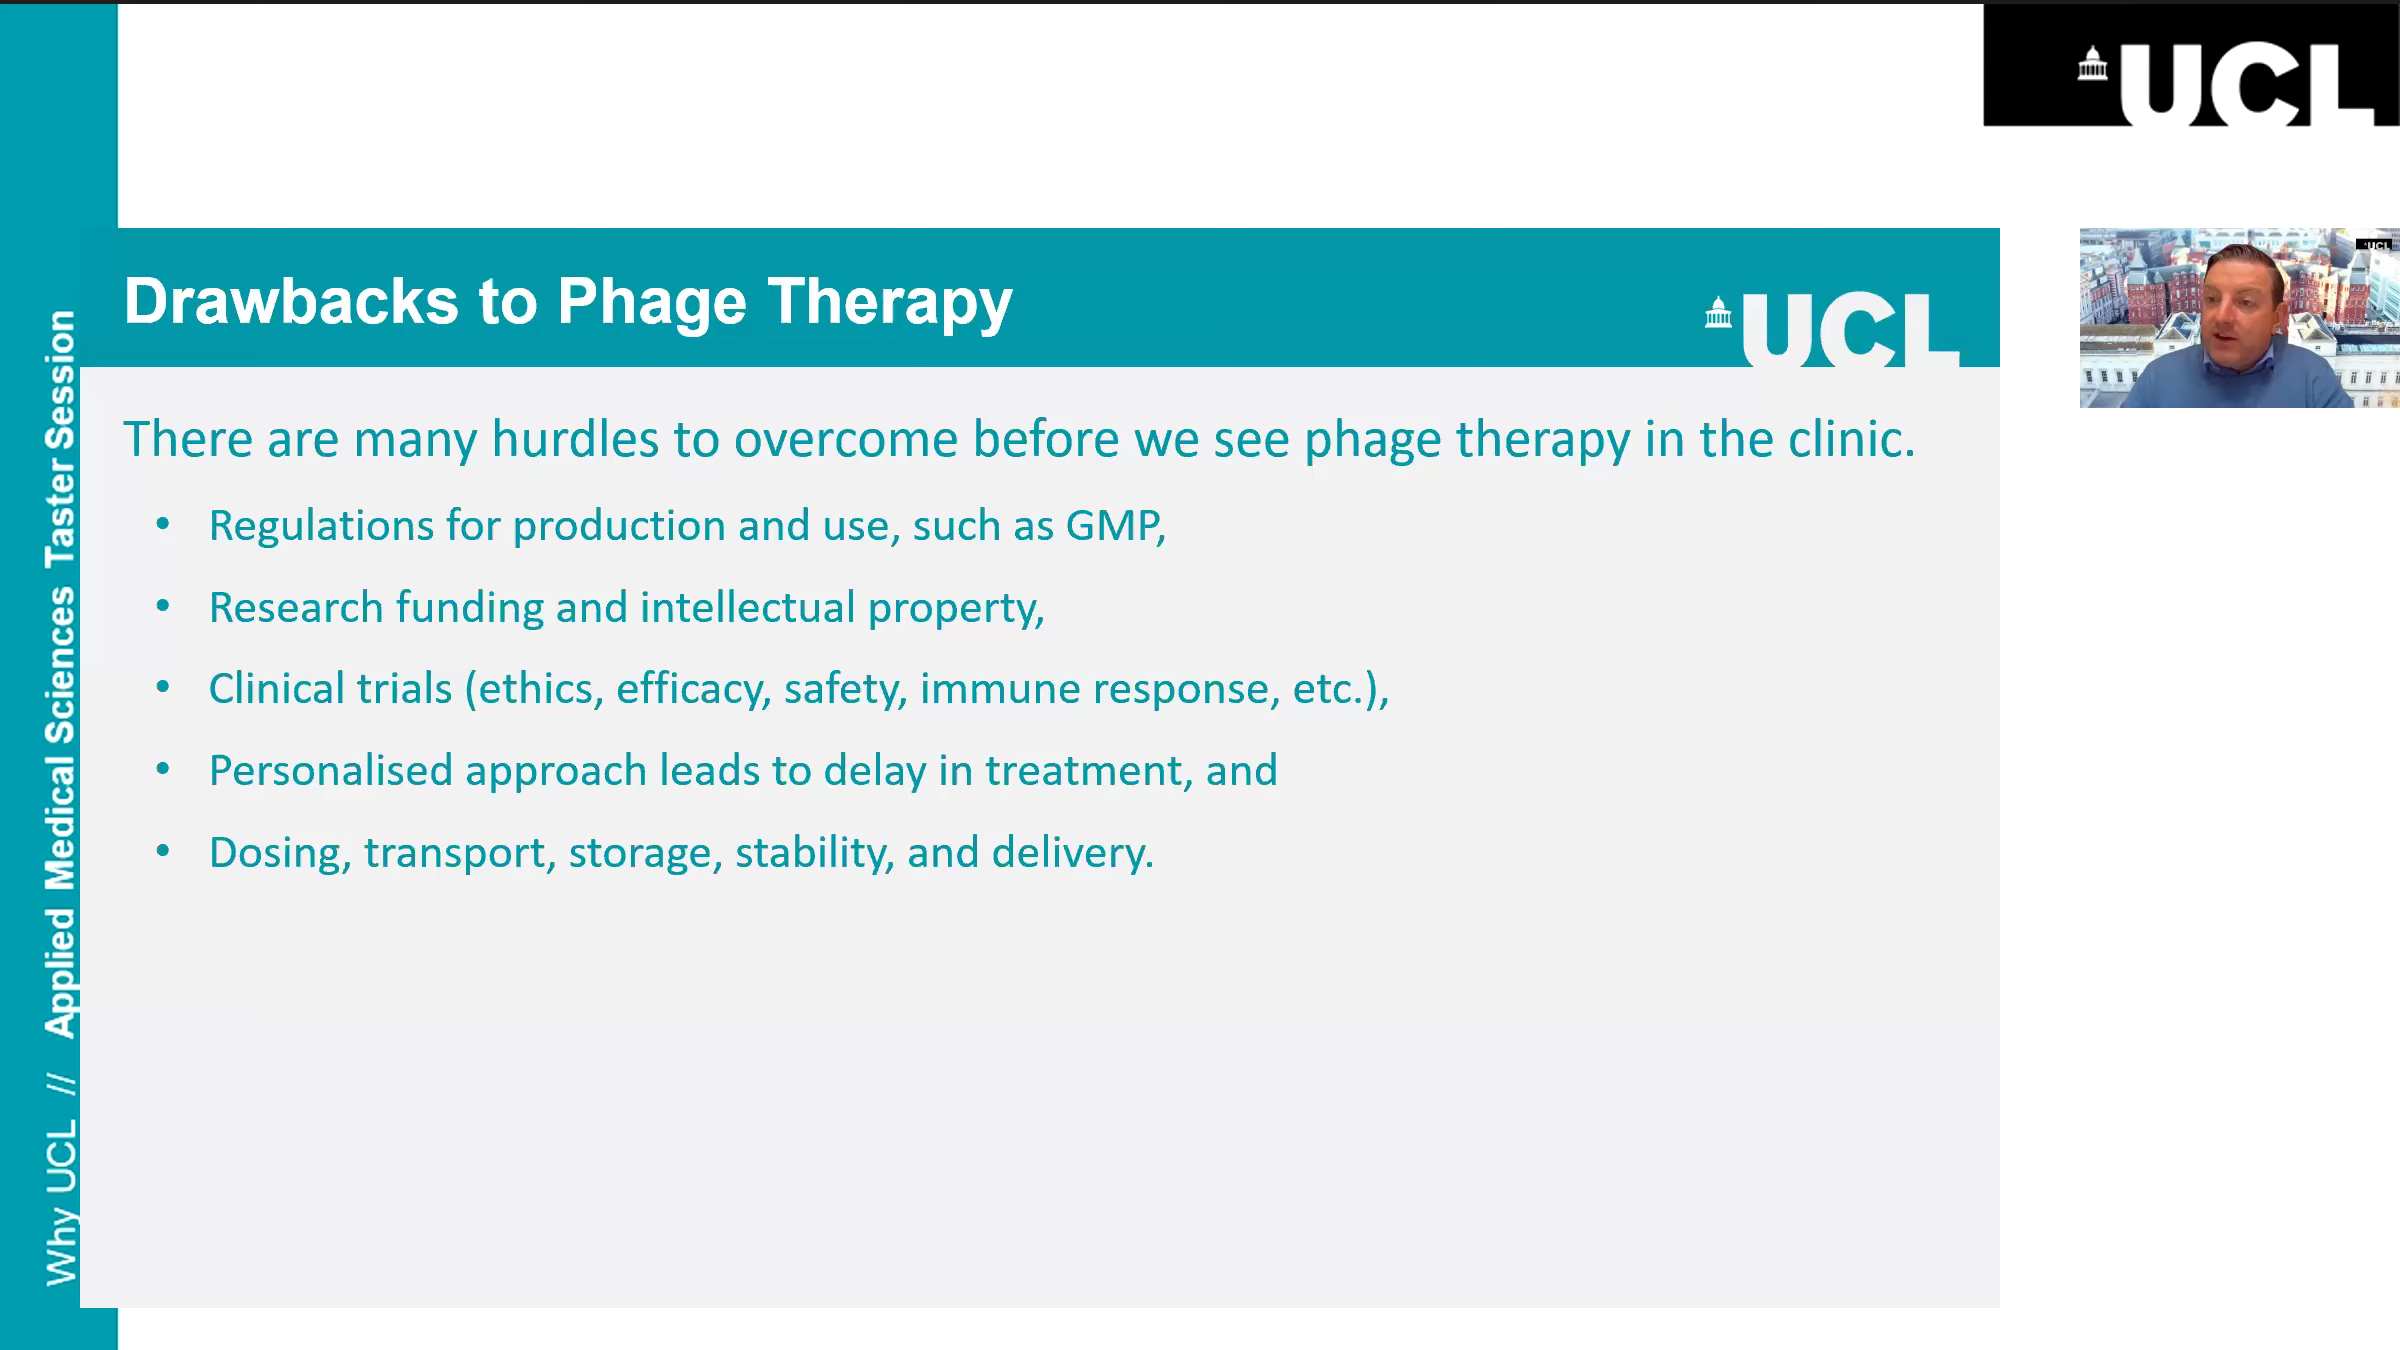 UCL
Drawbacks to Phage Therapy
UCL
UCL
There are many hurdles to overcome before we see phage therapy in the clinic.
• Regulations for production and use, such as GMP,
• Research funding and intellectual property,
• Clinical trials (ethics, efficacy, safety, immune response, etc.),
• Personalised approach leads to delay in treatment, and
• Dosing, transport, storage, stability, and delivery.
Why UCL // Applied Medical Sciences Taster Session